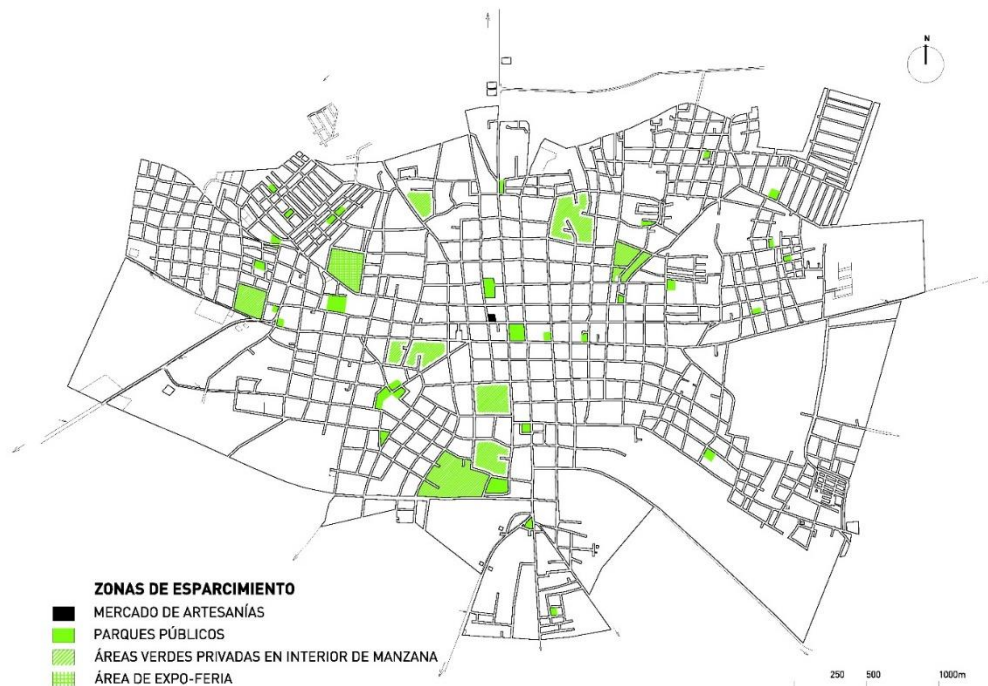 N
ZONAS DE ESPARCIMIENTO
MERCADO DE ARTESANÍAS
PARQUES PÚBLICOS
ÁREAS VERDES PRIVADAS EN INTERIOR DE MANZANA
ÁREA DE EXPO-FERIA
250 500 1000m